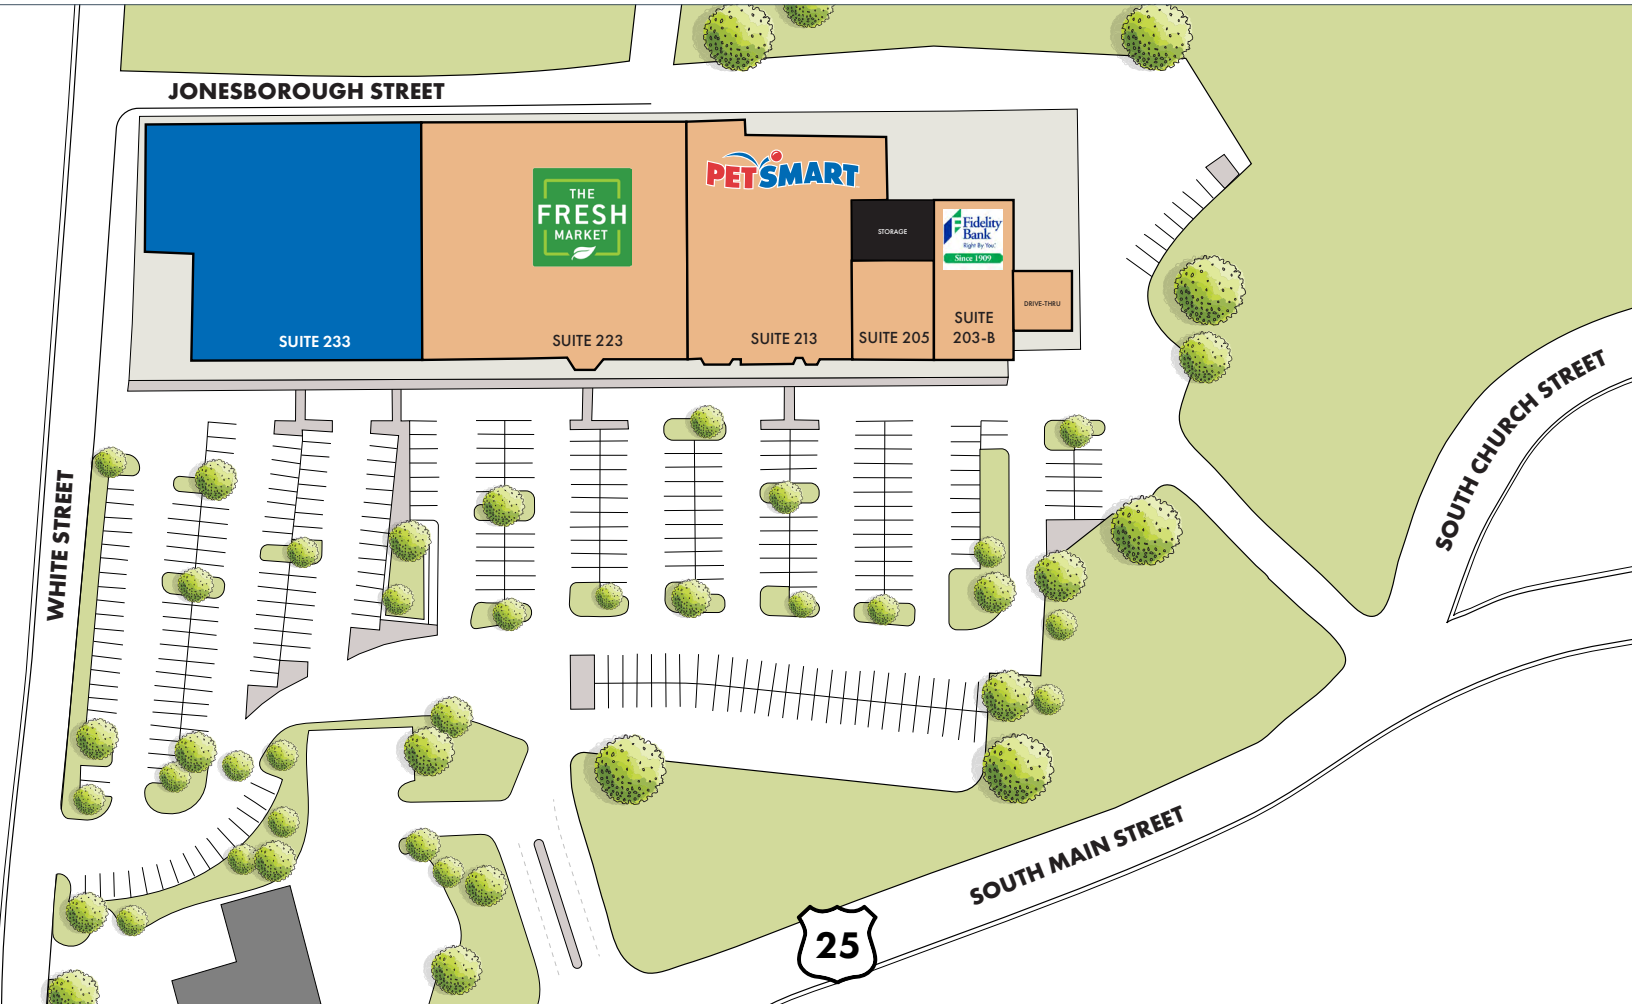 JONESBOROUGH STREET
THE
FRESH
MARKET
PETSMART
STORAGE
Fidelity
Bank
Right By You.
Since 1909
DRIVE-THRU
SUITE 233
SUITE 223
SUITE 213
SUITE 205
SUITE
203-B
WHITE STREET
SOUTH CHURCH STREET
SOUTH MAIN STREET
25